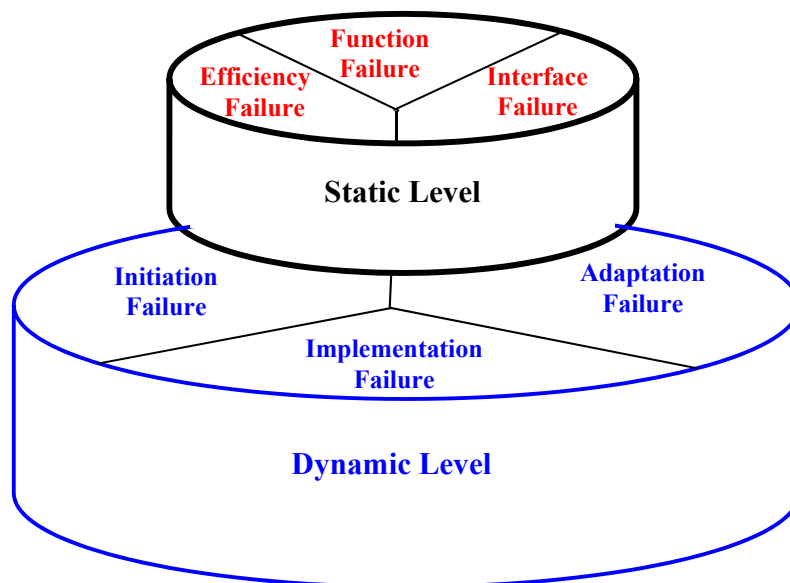 Function
Failure
Efficiency
Failure
Interface
Failure
Static Level
Initiation
Failure
Adaptation
Failure
Implementation
Failure
Dynamic Level